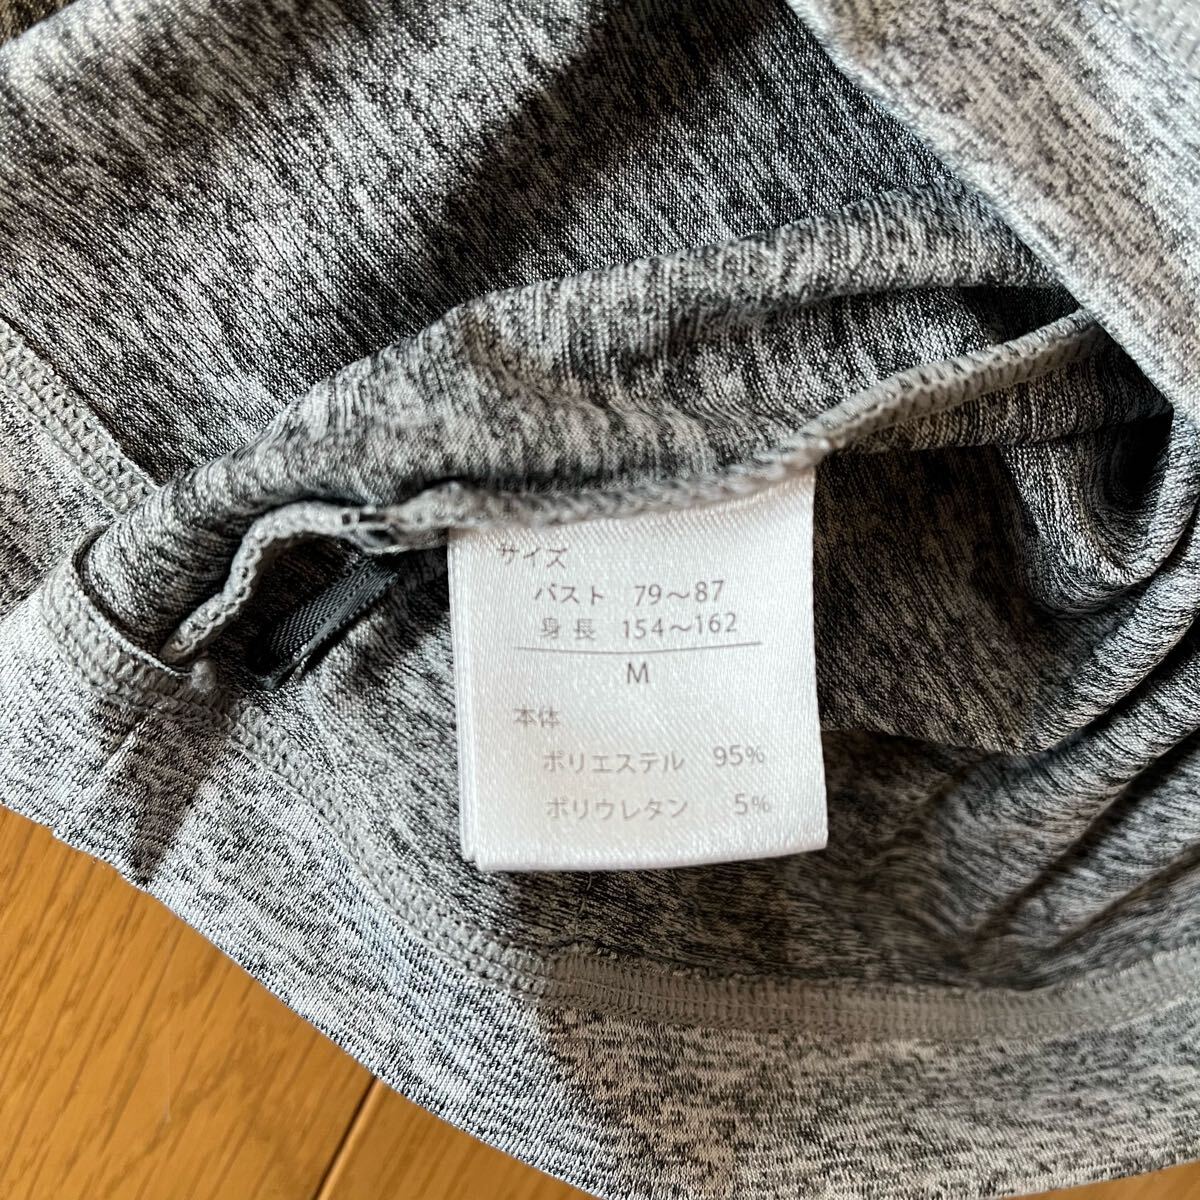 サイズ
バスト 79～87
身長 154～162
M
本体
ポリエステル 95%
ポリウレタン 5%